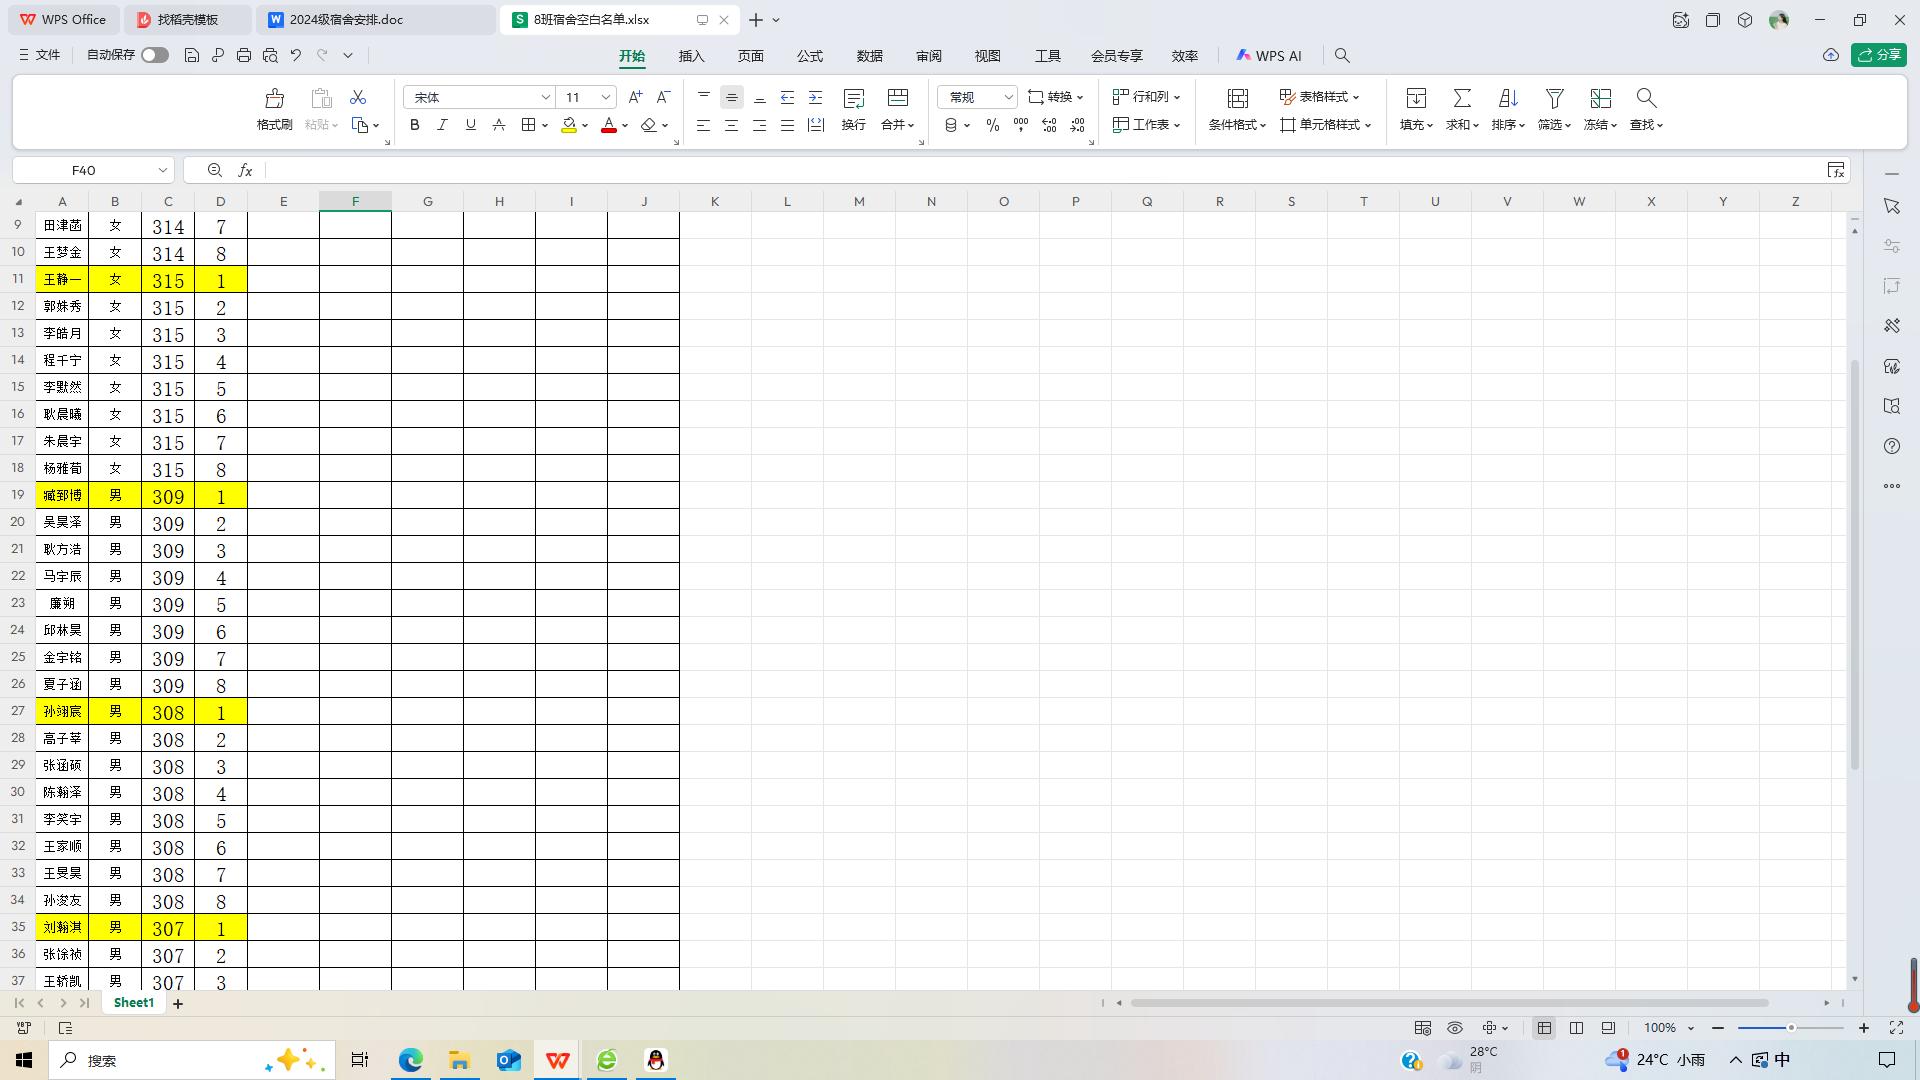 WPS Office 找稻壳模板 2024级宿舍安排.doc 8班宿舍空白名单.xlsx
文件 自动保存 开始 插入 页面 公式 数据 审阅 视图 工具 会员专享 效率 WPS AI 分享
宋体 11 常规 转换 行和列 表格样式
格式刷 粘贴 换行 合并 工作表 条件格式 单元格样式 填充 求和 排序 筛选 冻结 查找
F40
A B C D E F G H I J K L M N O P Q R S T U V W X Y Z
9 田津菡 女 314 7
10 王梦金 女 314 8
11 王静一 女 315 1
12 郭姝秀 女 315 2
13 李皓月 女 315 3
14 程千宁 女 315 4
15 李默然 女 315 5
16 耿晨曦 女 315 6
17 朱晨宇 女 315 7
18 杨雅荀 女 315 8
19 臧郅博 男 309 1
20 吴昊泽 男 309 2
21 耿方浩 男 309 3
22 马宇辰 男 309 4
23 廉朔 男 309 5
24 邱林昊 男 309 6
25 金宇铭 男 309 7
26 夏子涵 男 309 8
27 孙翊宸 男 308 1
28 高子莘 男 308 2
29 张涵硕 男 308 3
30 陈瀚泽 男 308 4
31 李笑宇 男 308 5
32 王家顺 男 308 6
33 王旻昊 男 308 7
34 孙浚友 男 308 8
35 刘瀚淇 男 307 1
36 张馀祯 男 307 2
37 王轿凯 男 307 3
Sheet1
100%
搜索 28°C 阴 1 24°C 小雨 中